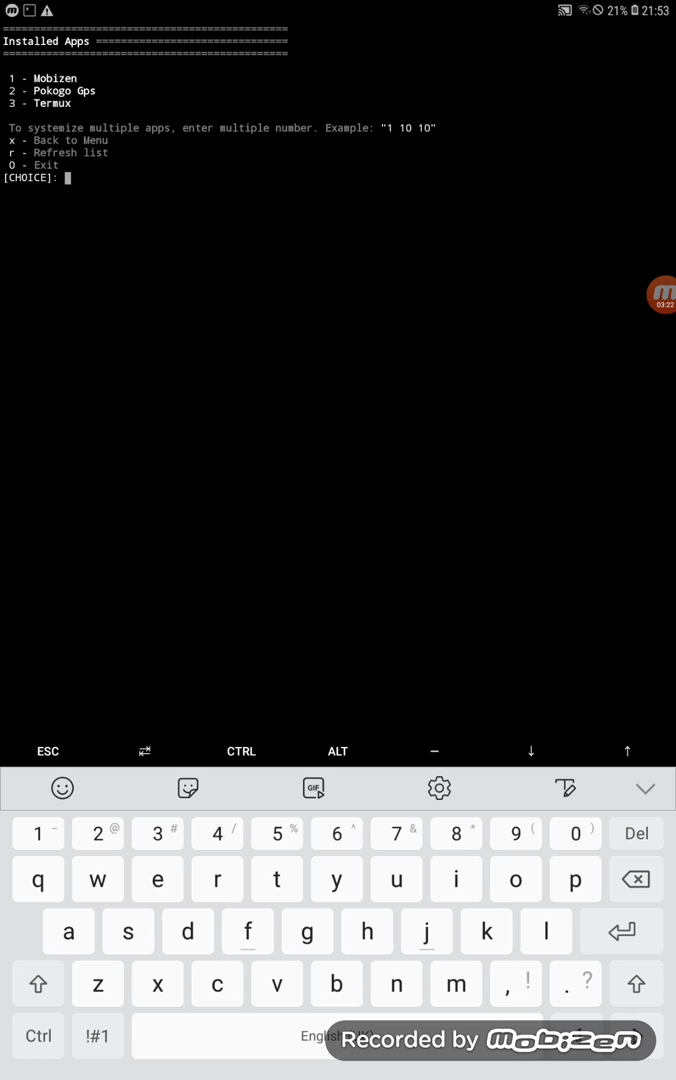 21% 21:53
==============================================
Installed Apps ===============================
==============================================
1 - Mobizen
2 - Pokogo Gps
3 - Termux
To systemize multiple apps, enter multiple number. Example: "1 10 10"
x - Back to Menu
r - Refresh list
0 - Exit
[CHOICE]:
03:22
ESC CTRL ALT — ↓ ↑
GIF
1 - 2 @ 3 # 4 / 5 % 6 ^ 7 & 8 * 9 ( 0 ) Del
q w e r t y u i o p
a s d f g h j k l
z x c v b n m , ! . ?
Ctrl !#1
Recorded by mobizen